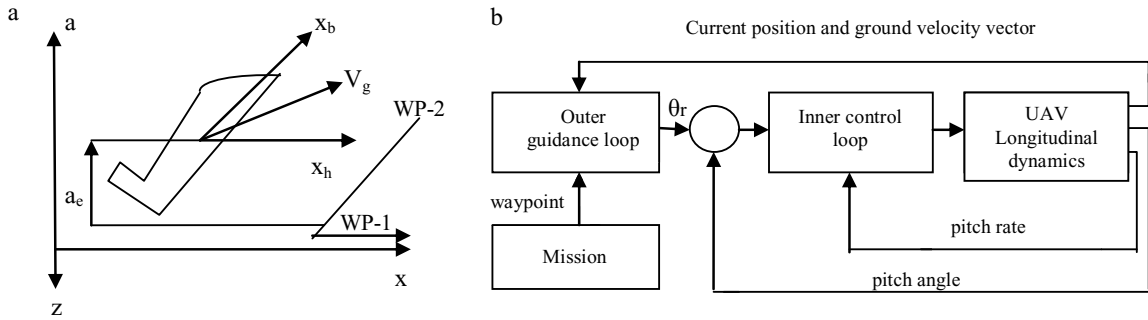 a
a
x_b
V_g
WP-2
x_h
a_e
WP-1
x
z
b
Current position and ground velocity vector
Outer
guidance loop
θr
Inner control
loop
UAV
Longitudinal
dynamics
waypoint
Mission
pitch rate
pitch angle